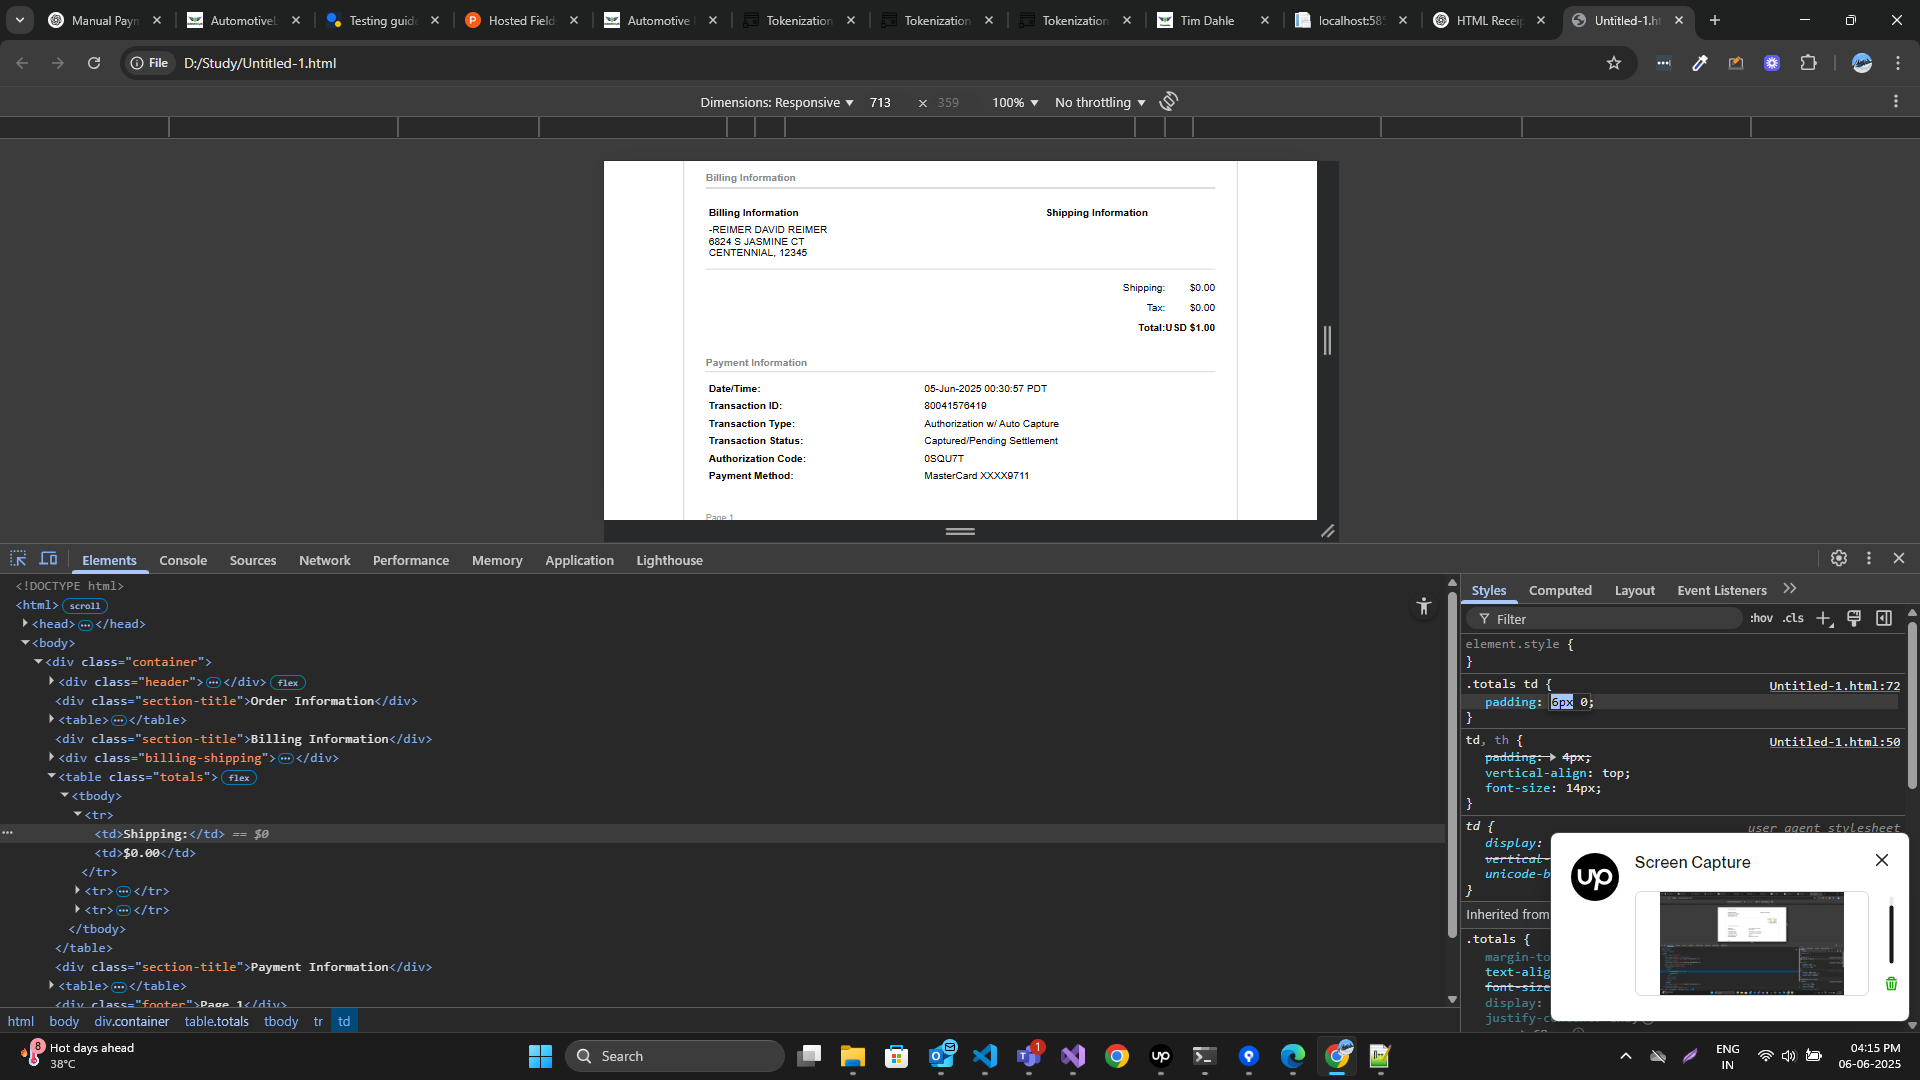 Manual Paym
AutomotiveL
Testing guide
Hosted Field
Automotive
Tokenization
Tokenization
Tokenization
Tim Dahle
localhost:585
HTML Receip
Untitled-1.ht
File
D:/Study/Untitled-1.html
Dimensions: Responsive
713
×
359
100%
No throttling
Billing Information
Billing Information
Shipping Information
-REIMER DAVID REIMER
6824 S JASMINE CT
CENTENNIAL, 12345
Shipping: $0.00
Tax: $0.00
Total:USD $1.00
Payment Information
Date/Time: 05-Jun-2025 00:30:57 PDT
Transaction ID: 80041576419
Transaction Type: Authorization w/ Auto Capture
Transaction Status: Captured/Pending Settlement
Authorization Code: 0SQU7T
Payment Method: MasterCard XXXX9711
Page 1
Elements
Console
Sources
Network
Performance
Memory
Application
Lighthouse
<!DOCTYPE html>
<html> scroll
<head> ⋯ </head>
<body>
<div class="container">
<div class="header"> ⋯ </div> flex
<div class="section-title">Order Information</div>
<table> ⋯ </table>
<div class="section-title">Billing Information</div>
<div class="billing-shipping"> ⋯ </div>
<table class="totals"> flex
<tbody>
<tr>
<td>Shipping:</td> == $0
<td>$0.00</td>
</tr>
<tr> ⋯ </tr>
<tr> ⋯ </tr>
</tbody>
</table>
<div class="section-title">Payment Information</div>
<table> ⋯ </table>
<div class="footer">Page 1</div>
html
body
div.container
table.totals
tbody
tr
td
Styles
Computed
Layout
Event Listeners
Filter
:hov
.cls
element.style {
}
.totals td {
Untitled-1.html:72
padding: 6px 0;
}
td, th {
Untitled-1.html:50
padding: 4px;
vertical-align: top;
font-size: 14px;
}
td {
user agent stylesheet
display:
vertical-
unicode-b
}
Inherited from
.totals {
margin-to
text-alig
font-size
display:
up
Screen Capture
8
Hot days ahead
38°C
Search
1
up
ENG
IN
04:15 PM
06-06-2025